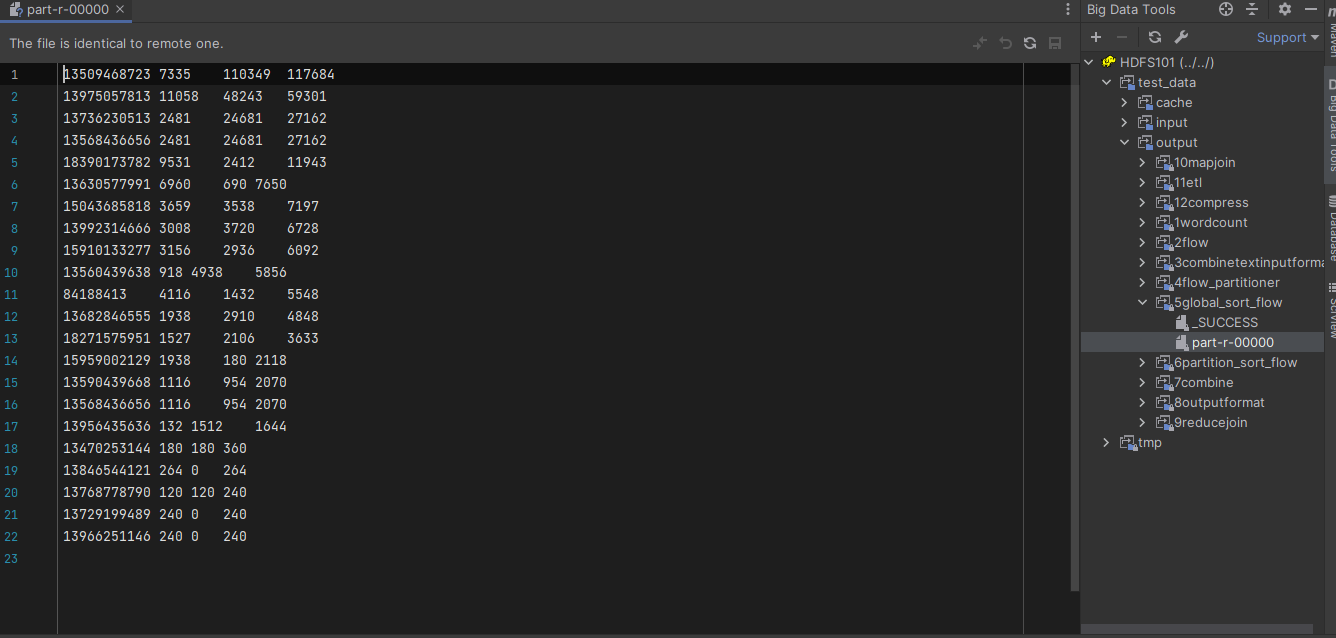 part-r-00000
The file is identical to remote one.
1 13509468723 7335 110349 117684
2 13975057813 11058 48243 59301
3 13736230513 2481 24681 27162
4 13568436656 2481 24681 27162
5 18390173782 9531 2412 11943
6 13630577991 6960 690 7650
7 15043685818 3659 3538 7197
8 13992314666 3008 3720 6728
9 15910133277 3156 2936 6092
10 13560439638 918 4938 5856
11 84188413 4116 1432 5548
12 13682846555 1938 2910 4848
13 18271575951 1527 2106 3633
14 15959002129 1938 180 2118
15 13590439668 1116 954 2070
16 13568436656 1116 954 2070
17 13956435636 132 1512 1644
18 13470253144 180 180 360
19 13846544121 264 0 264
20 13768778790 120 120 240
21 13729199489 240 0 240
22 13966251146 240 0 240
23
Big Data Tools
Support
HDFS101 (../../)
test_data
cache
input
output
10mapjoin
11etl
12compress
1wordcount
2flow
3combinetextinputforma
4flow_partitioner
5global_sort_flow
_SUCCESS
part-r-00000
6partition_sort_flow
7combine
8outputformat
9reducejoin
tmp
Maven
Big Data Tools
Database
SciView